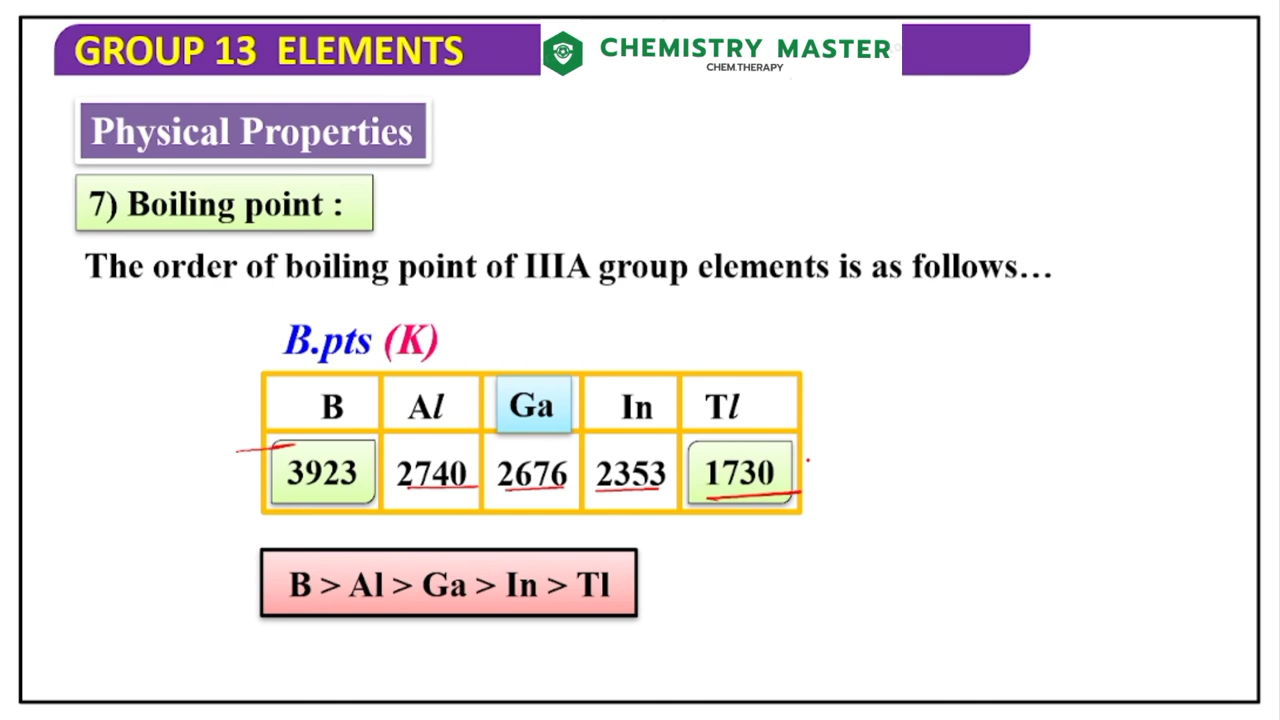 GROUP 13 ELEMENTS
CHEMISTRY MASTER
CHEM.THERAPY
Physical Properties
7) Boiling point :
The order of boiling point of IIIA group elements is as follows…
B.pts (K)
B Al Ga In Tl
3923 2740 2676 2353 1730
B > Al > Ga > In > Tl